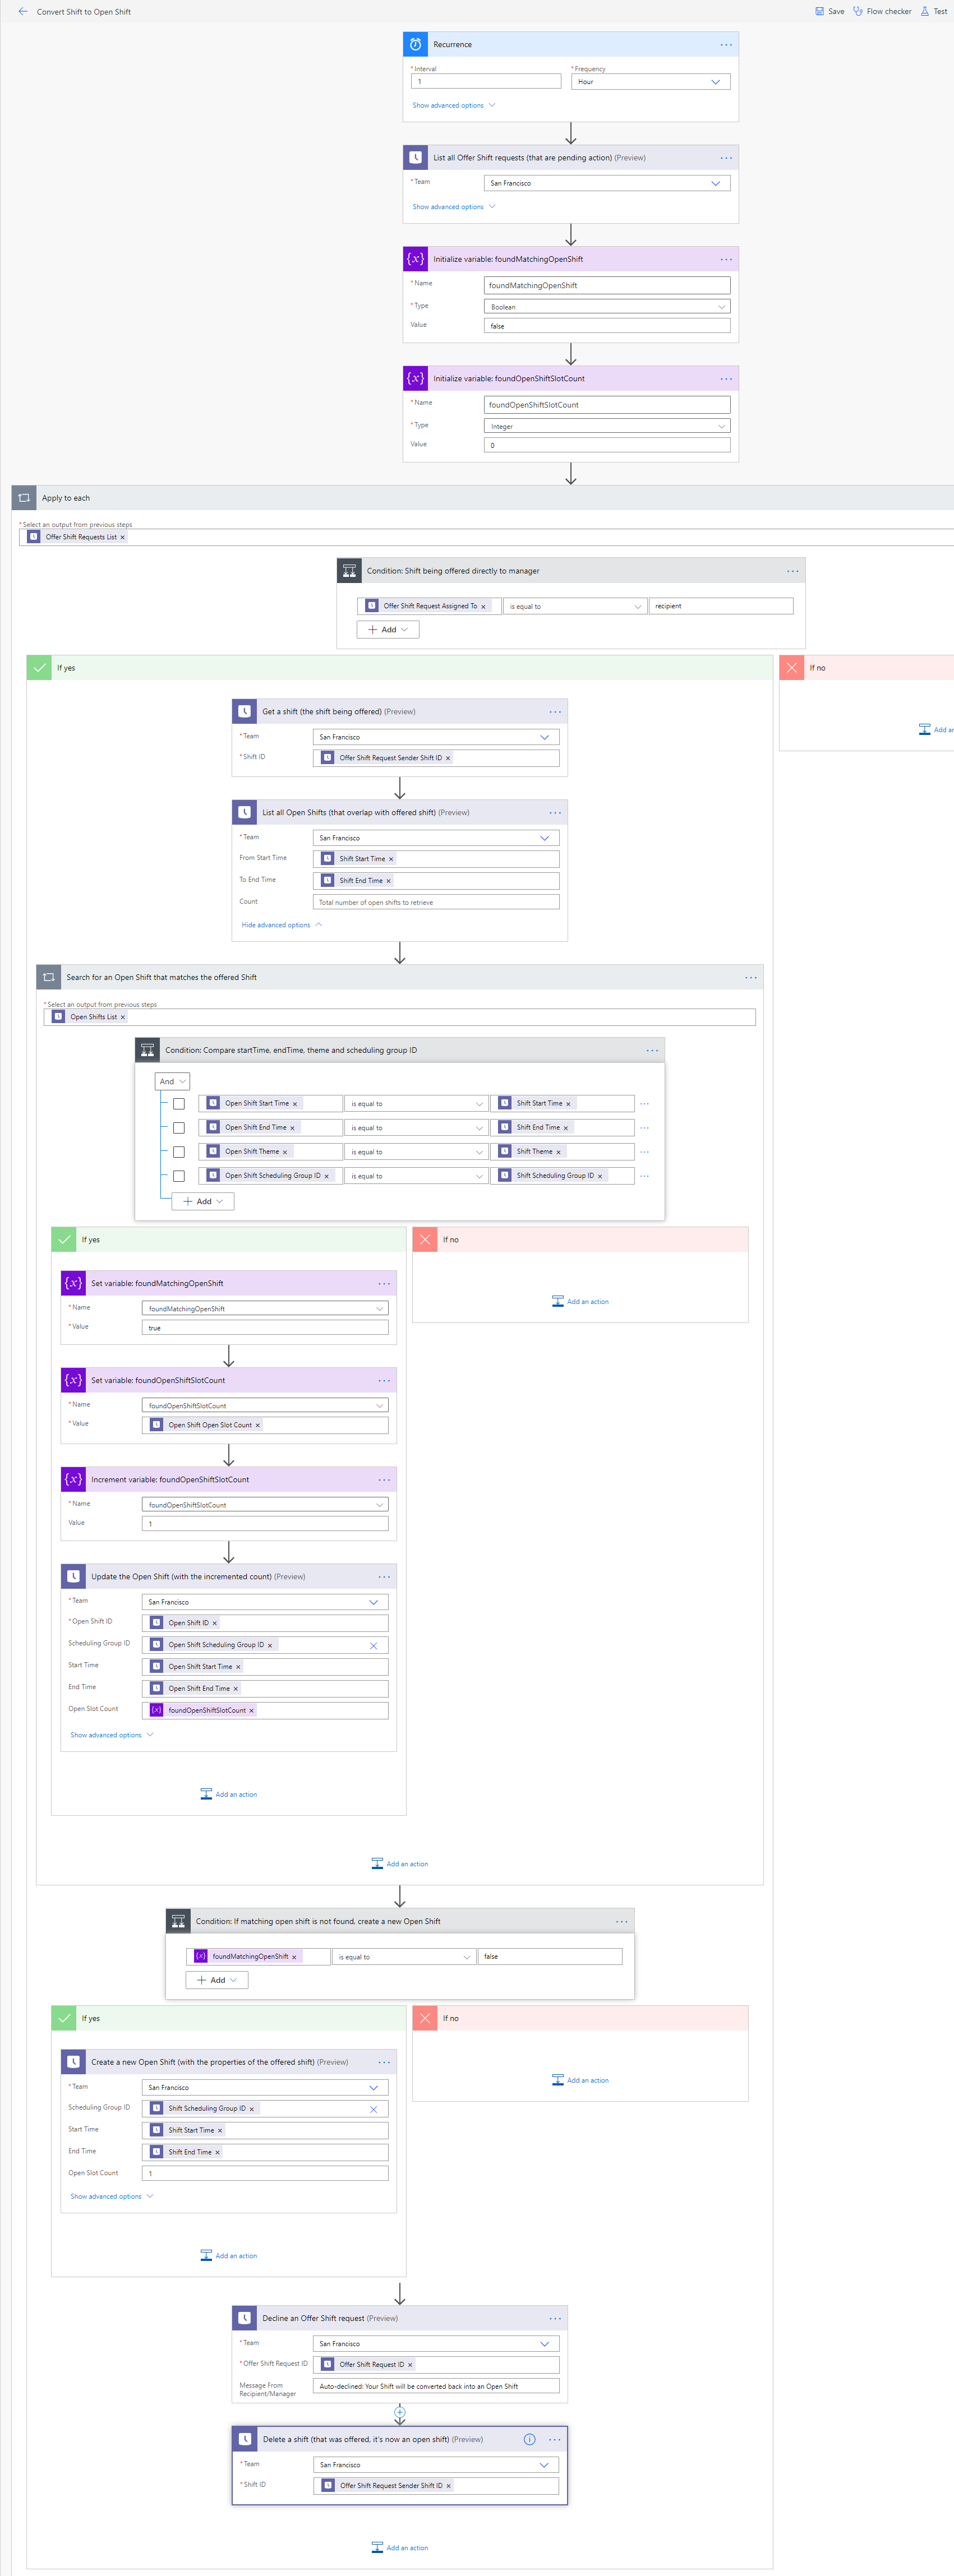 Convert Shift to Open Shift
Save Flow checker Test
Recurrence
* Interval
1
* Frequency
Hour
Show advanced options
List all Offer Shift requests (that are pending action) (Preview)
* Team
San Francisco
Show advanced options
{x} Initialize variable: foundMatchingOpenShift
* Name
foundMatchingOpenShift
* Type
Boolean
Value
false
{x} Initialize variable: foundOpenShiftSlotCount
* Name
foundOpenShiftSlotCount
* Type
Integer
Value
0
Apply to each
* Select an output from previous steps
Offer Shift Requests List ×
Condition: Shift being offered directly to manager
Offer Shift Request Assigned To × is equal to recipient
+ Add
If yes
If no
Add ar
Get a shift (the shift being offered) (Preview)
* Team
San Francisco
* Shift ID
Offer Shift Request Sender Shift ID ×
List all Open Shifts (that overlap with offered shift) (Preview)
* Team
San Francisco
From Start Time
Shift Start Time ×
To End Time
Shift End Time ×
Count
Total number of open shifts to retrieve
Hide advanced options
Search for an Open Shift that matches the offered Shift
* Select an output from previous steps
Open Shifts List ×
Condition: Compare startTime, endTime, theme and scheduling group ID
And
Open Shift Start Time × is equal to Shift Start Time ×
Open Shift End Time × is equal to Shift End Time ×
Open Shift Theme × is equal to Shift Theme ×
Open Shift Scheduling Group ID × is equal to Shift Scheduling Group ID ×
+ Add
If yes
If no
Add an action
{x} Set variable: foundMatchingOpenShift
* Name
foundMatchingOpenShift
* Value
true
{x} Set variable: foundOpenShiftSlotCount
* Name
foundOpenShiftSlotCount
* Value
Open Shift Open Slot Count ×
{x} Increment variable: foundOpenShiftSlotCount
* Name
foundOpenShiftSlotCount
Value
1
Update the Open Shift (with the incremented count) (Preview)
* Team
San Francisco
* Open Shift ID
Open Shift ID ×
Scheduling Group ID
Open Shift Scheduling Group ID ×
Start Time
Open Shift Start Time ×
End Time
Open Shift End Time ×
Open Slot Count
{x} foundOpenShiftSlotCount ×
Show advanced options
Add an action
Add an action
Condition: If matching open shift is not found, create a new Open Shift
{x} foundMatchingOpenShift × is equal to false
+ Add
If yes
If no
Add an action
Create a new Open Shift (with the properties of the offered shift) (Preview)
* Team
San Francisco
Scheduling Group ID
Shift Scheduling Group ID ×
Start Time
Shift Start Time ×
End Time
Shift End Time ×
Open Slot Count
1
Show advanced options
Add an action
Decline an Offer Shift request (Preview)
* Team
San Francisco
* Offer Shift Request ID
Offer Shift Request ID ×
Message From
Recipient/Manager
Auto-declined: Your Shift will be converted back into an Open Shift
Delete a shift (that was offered, it's now an open shift) (Preview)
* Team
San Francisco
* Shift ID
Offer Shift Request Sender Shift ID ×
Add an action